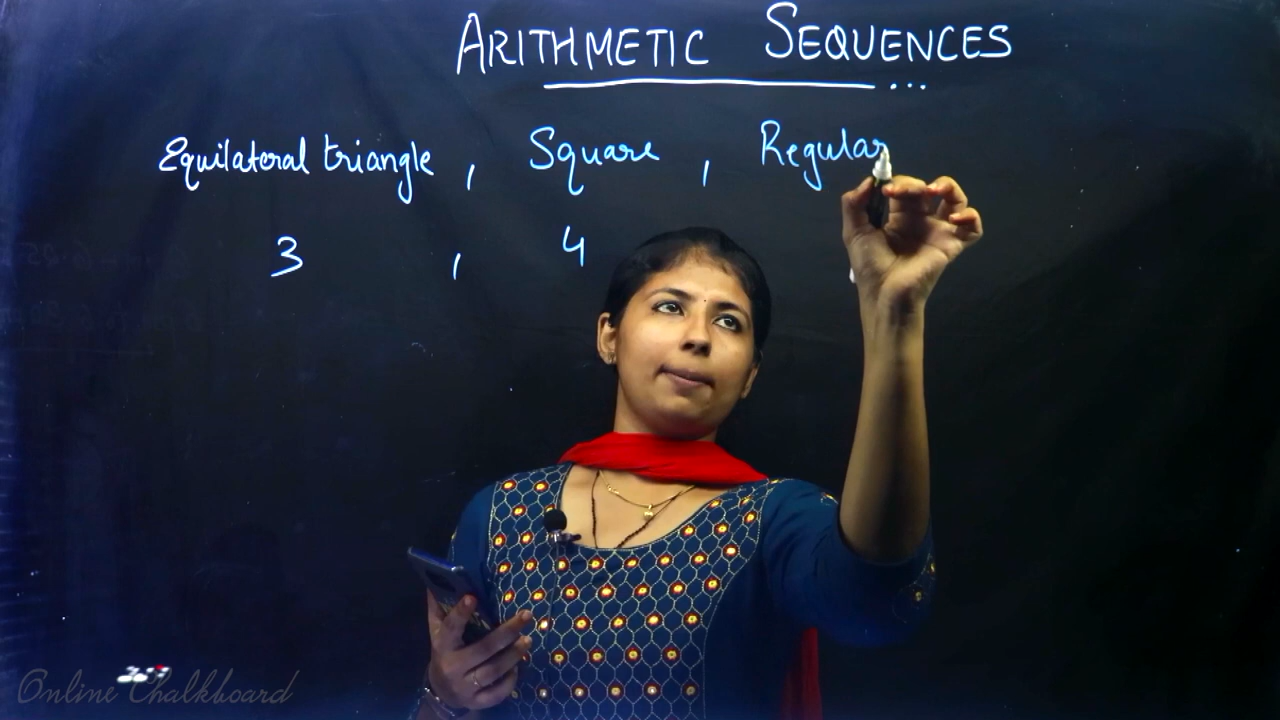 ARITHMETIC SEQUENCES ...
Equilateral triangle , Square , Regular
3 , 4
Online Chalkboard